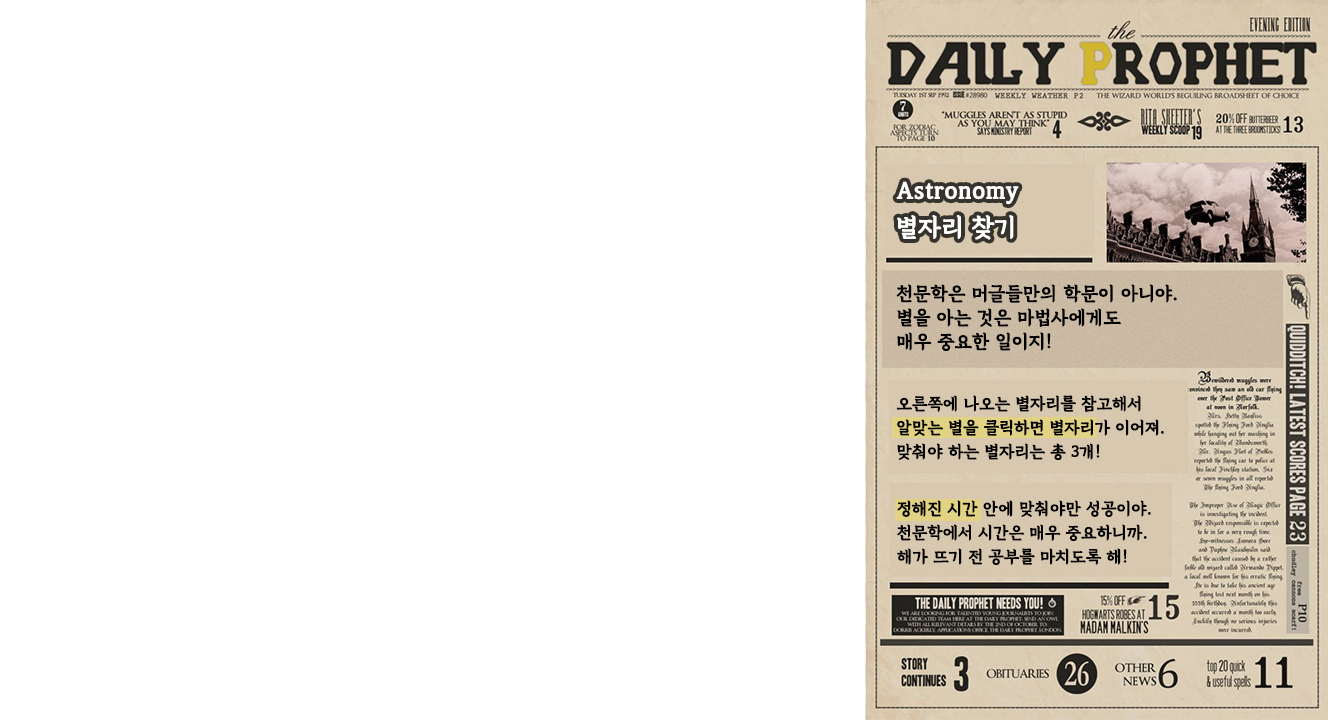 EVENING EDITION
the
DAILY PROPHET
TUESDAY 1ST SEP 1992 ISSUE #28980 WEEKLY WEATHER P2 THE WIZARD WORLD'S BEGUILING BROADSHEET OF CHOICE
7
UNITS
FOR ZODIAC
ASPECTS TURN
TO PAGE 10
"MUGGLES AREN'T AS STUPID
AS YOU MAY THINK"
SAYS MINISTRY REPORT 4
RITA SKEETER'S
WEEKLY SCOOP 19
20% OFF BUTTERBEER
AT THE THREE BROOMSTICKS! 13
Astronomy
별자리 찾기
천문학은 머글들만의 학문이 아니야.
별을 아는 것은 마법사에게도
매우 중요한 일이지!
오른쪽에 나오는 별자리를 참고해서
알맞는 별을 클릭하면 별자리가 이어져.
맞춰야 하는 별자리는 총 3개!
정해진 시간 안에 맞춰야만 성공이야.
천문학에서 시간은 매우 중요하니까.
해가 뜨기 전 공부를 마치도록 해!
Bewildered muggles were
convinced they saw an old car flying
over the Post Office Tower
at noon in Norfolk.
Mrs. Hetty Bayliss
spotted the Flying Ford Anglia
while hanging out her washing in
her locality of Wandsworth.
Mr. Angus Fleet of Peebles
reported the flying car to police at
his local Finchley station. Six
or seven muggles in all reported
the flying Ford Anglia.
The Improper Use of Magic Office
is investigating the incident.
The Wizard responsible is expected
to be in for a very rough time.
Eye-witnesses
and Daphne said
that the accident caused by a rather
old wizard called Armando Dippet,
a local well known for his erratic flying.
He is due to take his ancient age
flying test next month on his
555th birthday. Unfortunately this
accident occurred a month too early.
Luckily though no serious injuries
were incurred.
QUIDDITCH! LATEST SCORES PAGE 23
chudley cannons scarf!
free P10
THE DAILY PROPHET NEEDS YOU!
WE ARE LOOKING FOR TALENTED YOUNG JOURNALISTS TO JOIN
OUR DEDICATED TEAM HERE AT THE DAILY PROPHET. SEND AN OWL
WITH ALL RELEVANT DETAILS BY THE 2ND OF OCTOBER, TO
DORRIS ACKERLY, APPLICATIONS OFFICE, THE DAILY PROPHET, LONDON.
15% OFF
HOGWARTS ROBES AT
MADAM MALKIN'S 15
STORY
CONTINUES 3
OBITUARIES 26
OTHER
NEWS 6
top 20 quick
& useful spells 11